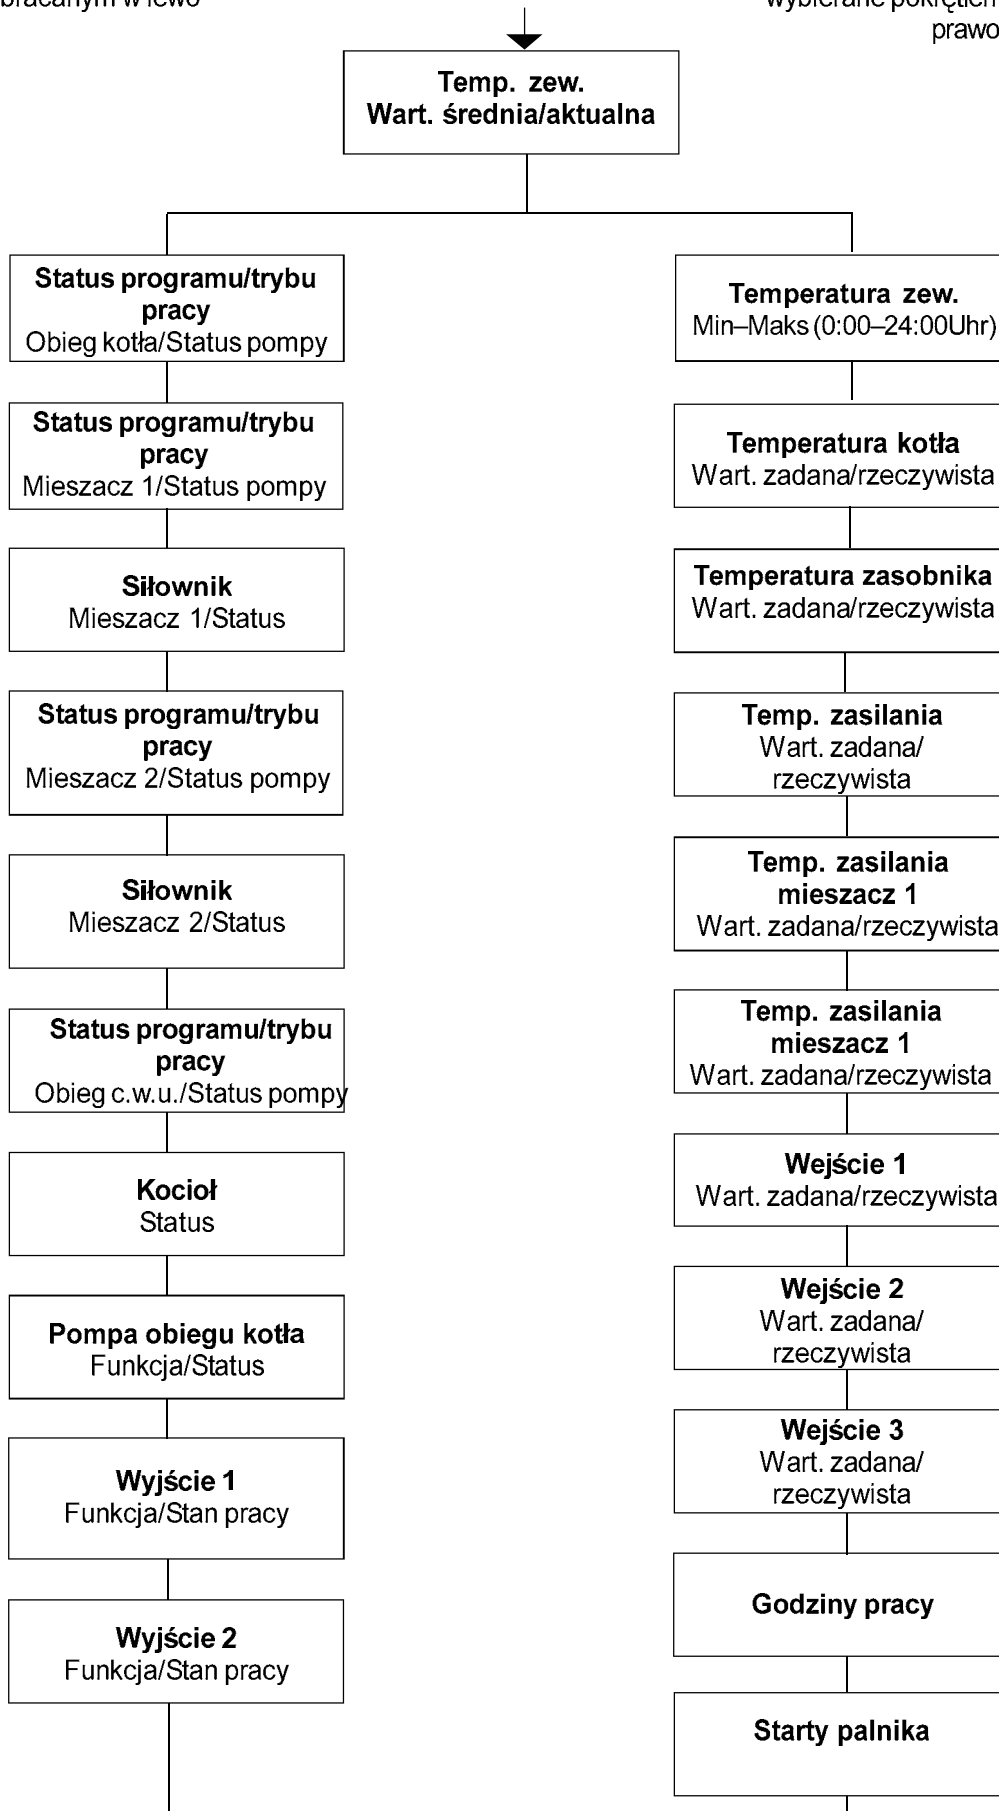 w lewo
prawo
Temp. zew.
Wart. średnia/aktualna
Status programu/trybu
pracy
Obieg kotła/Status pompy
Status programu/trybu
pracy
Mieszacz 1/Status pompy
Siłownik
Mieszacz 1/Status
Status programu/trybu
pracy
Mieszacz 2/Status pompy
Siłownik
Mieszacz 2/Status
Status programu/trybu
pracy
Obieg c.w.u./Status pompy
Kocioł
Status
Pompa obiegu kotła
Funkcja/Status
Wyjście 1
Funkcja/Stan pracy
Wyjście 2
Funkcja/Stan pracy
Temperatura zew.
Min–Maks (0:00–24:00Uhr)
Temperatura kotła
Wart. zadana/rzeczywista
Temperatura zasobnika
Wart. zadana/rzeczywista
Temp. zasilania
Wart. zadana/
rzeczywista
Temp. zasilania
mieszacz 1
Wart. zadana/rzeczywista
Temp. zasilania
mieszacz 1
Wart. zadana/rzeczywista
Wejście 1
Wart. zadana/rzeczywista
Wejście 2
Wart. zadana/
rzeczywista
Wejście 3
Wart. zadana/
rzeczywista
Godziny pracy
Starty palnika